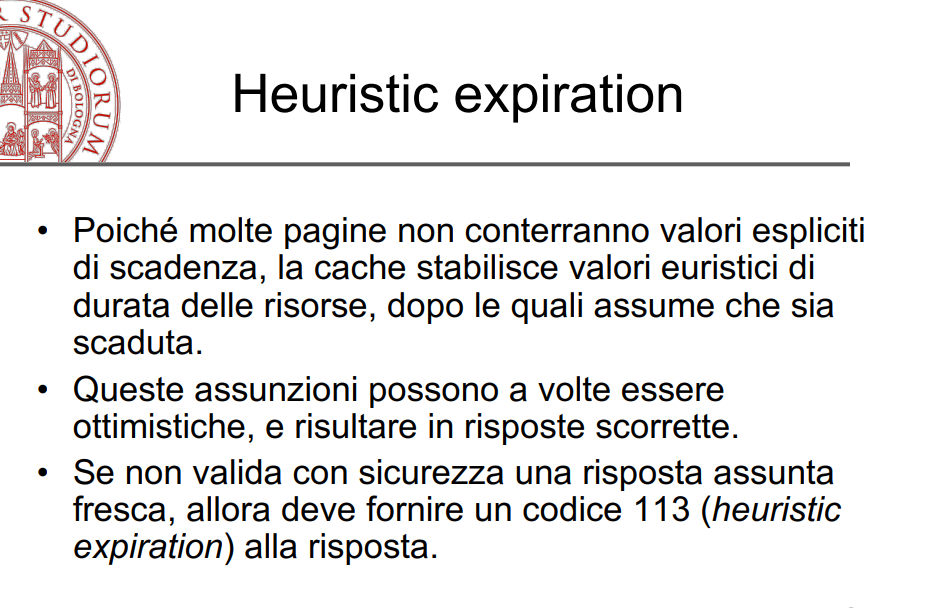 R STUDIORUM
DI BOLOGNA
Heuristic expiration
• Poiché molte pagine non conterranno valori espliciti
di scadenza, la cache stabilisce valori euristici di
durata delle risorse, dopo le quali assume che sia
scaduta.
• Queste assunzioni possono a volte essere
ottimistiche, e risultare in risposte scorrette.
• Se non valida con sicurezza una risposta assunta
fresca, allora deve fornire un codice 113 (heuristic
expiration) alla risposta.